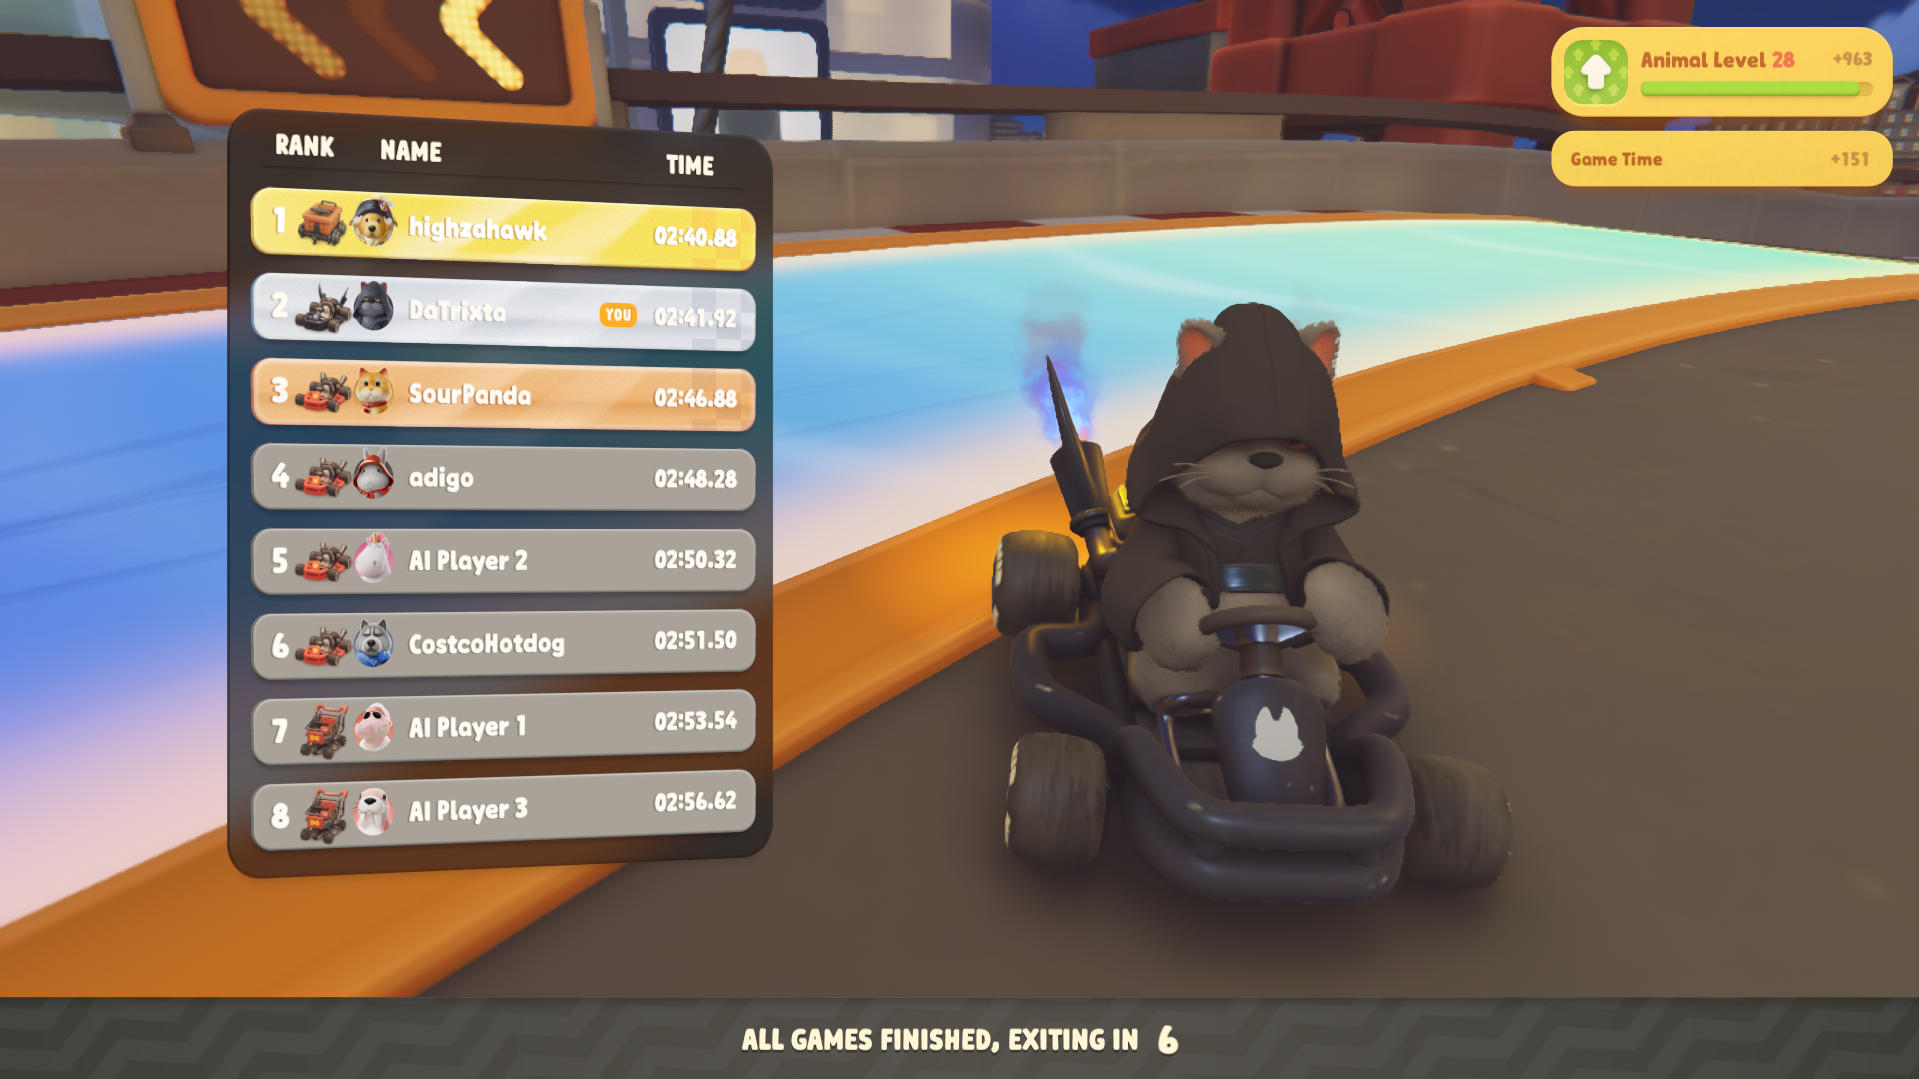 RANK NAME TIME
1 highzahawk 02:40.88
2 DaTrixta YOU 02:41.92
3 SourPanda 02:46.88
4 adigo 02:48.28
5 AI Player 2 02:50.32
6 CostcoHotdog 02:51.50
7 AI Player 1 02:53.54
8 AI Player 3 02:56.62
Animal Level 28 +963
Game Time +151
ALL GAMES FINISHED, EXITING IN 6